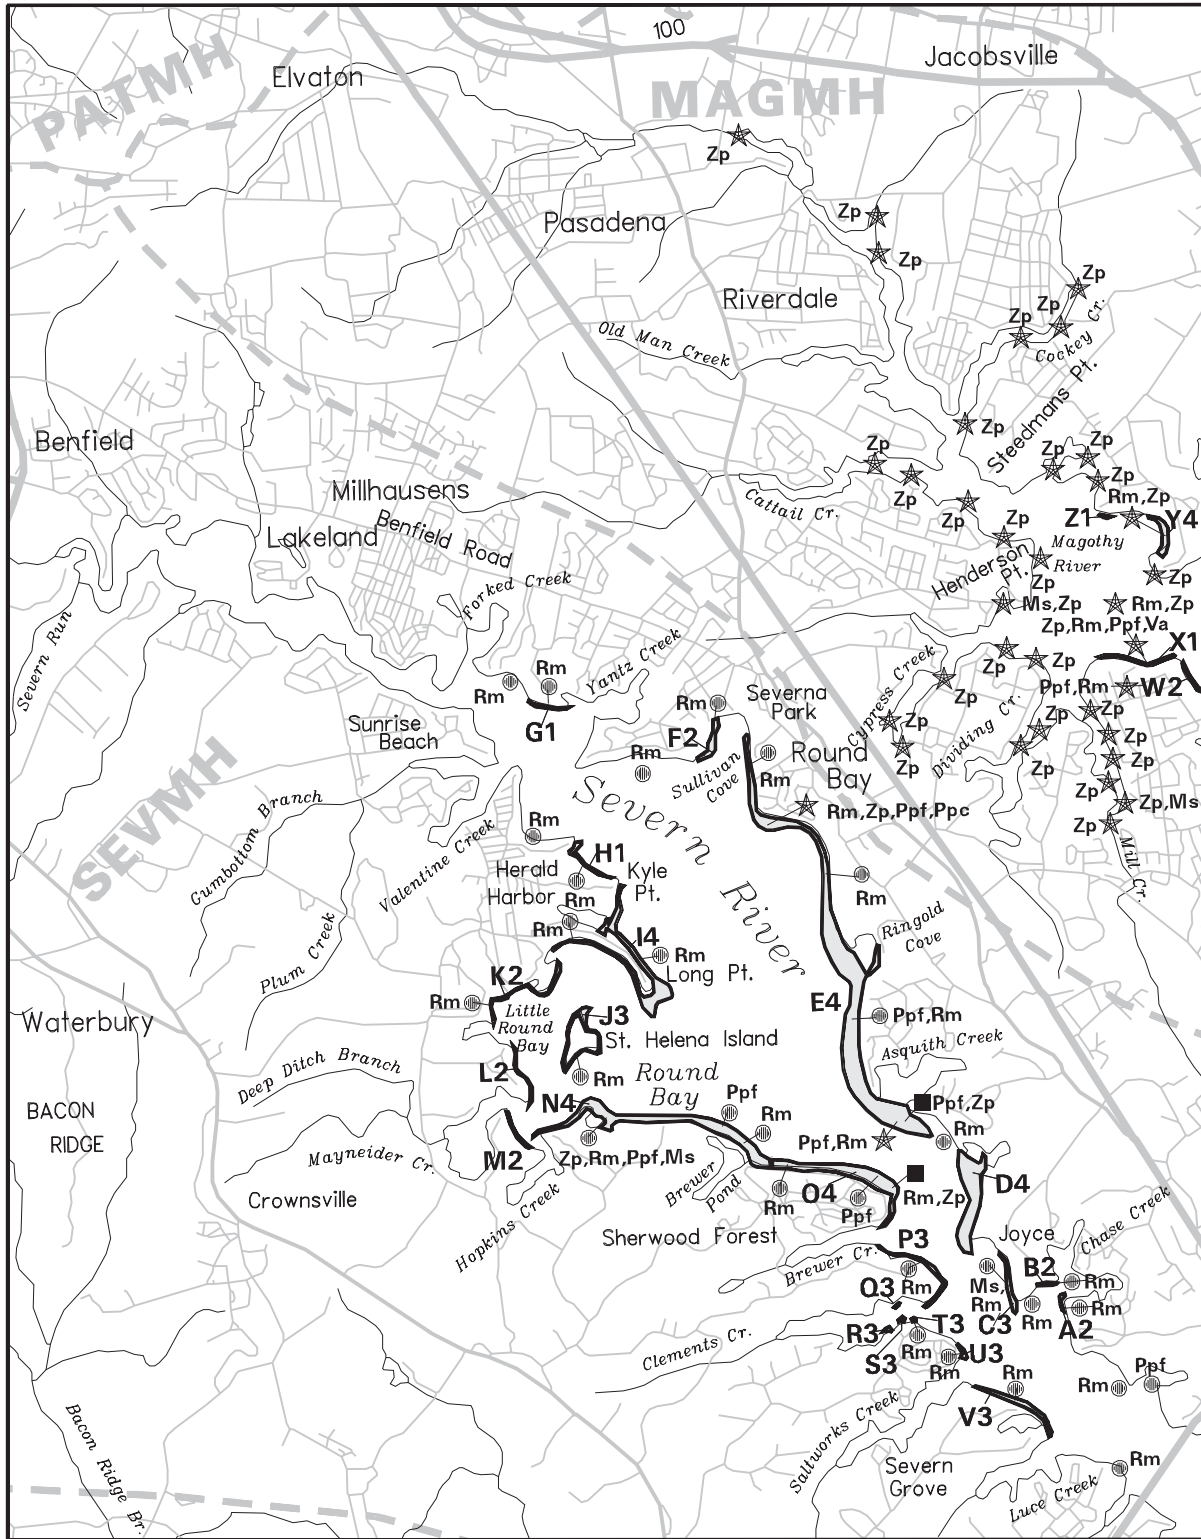 100
Jacobsville
Elvaton
PATMH
MAGMH
Zp
Pasadena
Zp
Zp
Riverdale
Zp
Zp
Zp
Cockey Cr.
Old Man Creek
Steedmans Pt.
Benfield
Zp
Zp
Zp
Zp
Zp
Zp
Millhausens
Benfield Road
Cattail Cr.
Rm,Zp
Z1
Y4
Lakeland
Zp
Zp
Magothy
River
Henderson
Pt.
Forked Creek
Zp
Zp
Ms,Zp
Rm,Zp
Severn Run
Zp,Rm,Ppf,Va
X1
Yantz Creek
Rm
Rm
G1
Severna
Park
Cypress Creek
Zp
Zp
Zp
Ppf,Rm
W2
Dividing Cr.
Sunrise
Beach
Rm
F2
Sullivan
Cove
Rm
Rm
Round
Bay
Zp
Zp
Zp
Zp
Zp
Zp
Zp
Zp,Ms
Zp
Mill Cr.
SEVMH
Severn
River
Rm,Zp,Ppf,Ppc
Gumbottom Branch
Valentine Creek
Rm
H1
Herald
Harbor
Kyle
Pt.
Rm
Rm
Rm
I4
Rm
Long Pt.
Ringold
Cove
Plum Creek
K2
Rm
Little
Round
Bay
J3
St. Helena Island
E4
Ppf,Rm
Waterbury
Asquith Creek
Deep Ditch Branch
L2
Rm
Round
Bay
N4
Ppf
Rm
Ppf,Zp
Rm
BACON
RIDGE
Ppf,Rm
M2
Zp,Rm,Ppf,Ms
Mayneider Cr.
Brewer
Pond
Rm
O4
Ppf
Rm,Zp
D4
Crownsville
Hopkins Creek
Sherwood Forest
P3
Joyce
Chase Creek
Brewer Cr.
Rm
B2
Rm
Q3
Ms,
Rm
Rm
Rm
R3
S3
T3
C3
A2
Clements Cr.
Rm
Rm
U3
Rm
Rm
Ppf
V3
Saltworks Creek
Bacon Ridge Br.
Severn
Grove
Rm
Luce Creek